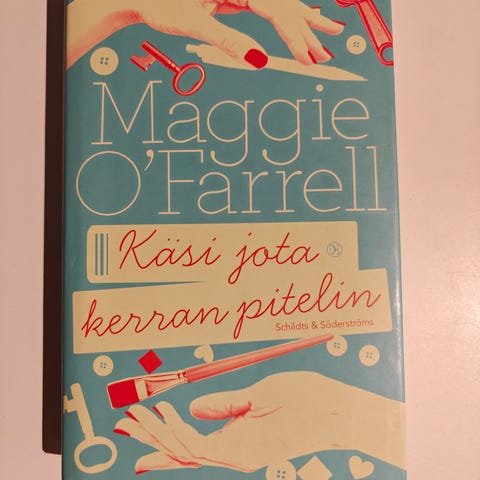 Maggie
O'Farrell
Käsi jota
kerran pitelin
Schildts & Söderströms